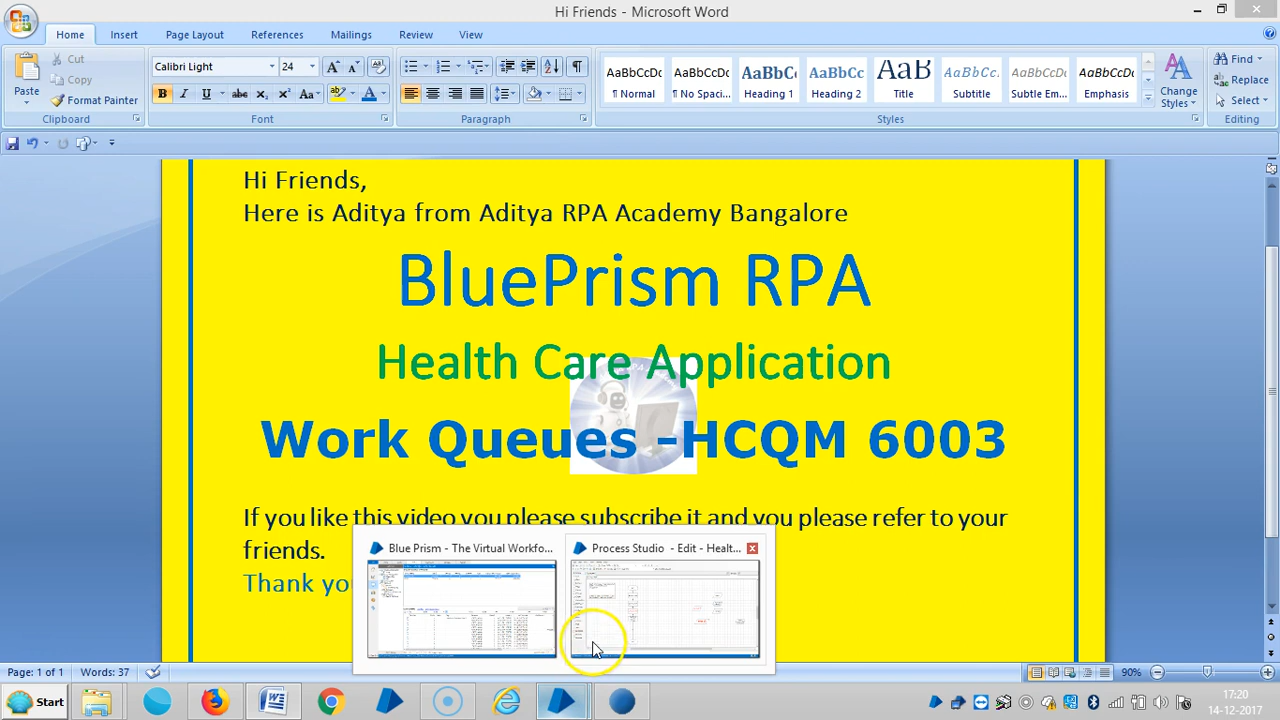 Hi Friends - Microsoft Word
Home Insert Page Layout References Mailings Review View
Paste
Cut
Copy
Format Painter
Clipboard
Calibri Light 24
Font
Paragraph
AaBbCcDc AaBbCcDc AaBbCc AaBbCc AaB AaBbCc. AaBbCcDc AaBbCcDc
¶ Normal ¶ No Spaci... Heading 1 Heading 2 Title Subtitle Subtle Em... Emphasis
Change
Styles
Styles
Find
Replace
Select
Editing
Hi Friends,
Here is Aditya from Aditya RPA Academy Bangalore
BluePrism RPA
Health Care Application
Work Queues -HCQM 6003
If you like this video you please subscribe it and you please refer to your
friends.
Thank yo
Blue Prism - The Virtual Workfo...
Process Studio - Edit - Healt...
Page: 1 of 1 Words: 37
90%
Start
17:20
14-12-2017